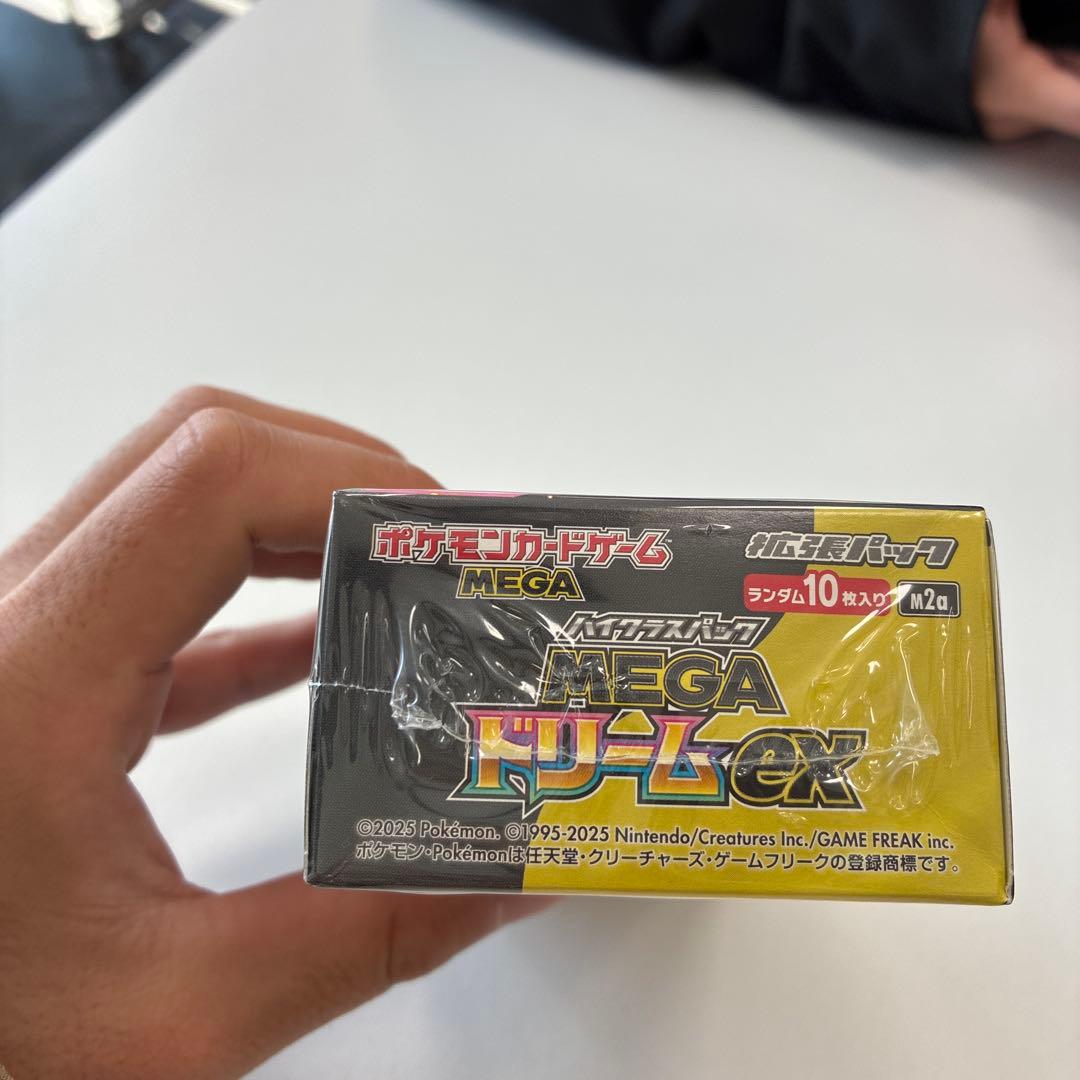 ポケモンカードゲーム
MEGA
拡張パック
ランダム10枚入り
M2a
ハイクラスパック
MEGA
ドリームex
©2025 Pokémon. ©1995-2025 Nintendo/Creatures Inc./GAME FREAK inc.
ポケモン・Pokémonは任天堂・クリーチャーズ・ゲームフリークの登録商標です。